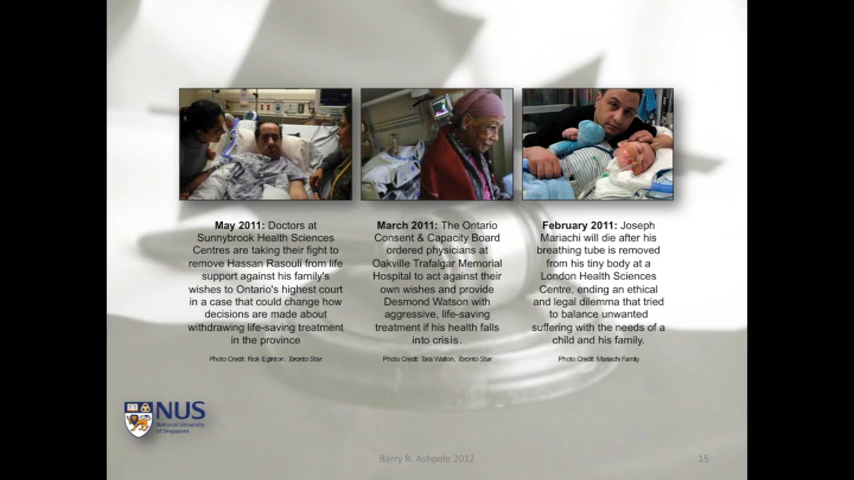 May 2011: Doctors at
Sunnybrook Health Sciences
Centres are taking their fight to
remove Hassan Rasouli from life
support against his family's
wishes to Ontario's highest court
in a case that could change how
decisions are made about
withdrawing life-saving treatment
in the province
Photo Credit: Rick Eglinton, Toronto Star
March 2011: The Ontario
Consent & Capacity Board
ordered physicians at
Oakville Trafalgar Memorial
Hospital to act against their
own wishes and provide
Desmond Watson with
aggressive, life-saving
treatment if his health falls
into crisis.
Photo Credit: Tara Walton, Toronto Star
February 2011: Joseph
Mariachi will die after his
breathing tube is removed
from his tiny body at a
London Health Sciences
Centre, ending an ethical
and legal dilemma that tried
to balance unwanted
suffering with the needs of a
child and his family.
Photo Credit: Mariachi Family
NUS
National University
of Singapore
Barry R. Ashpole 2012
15